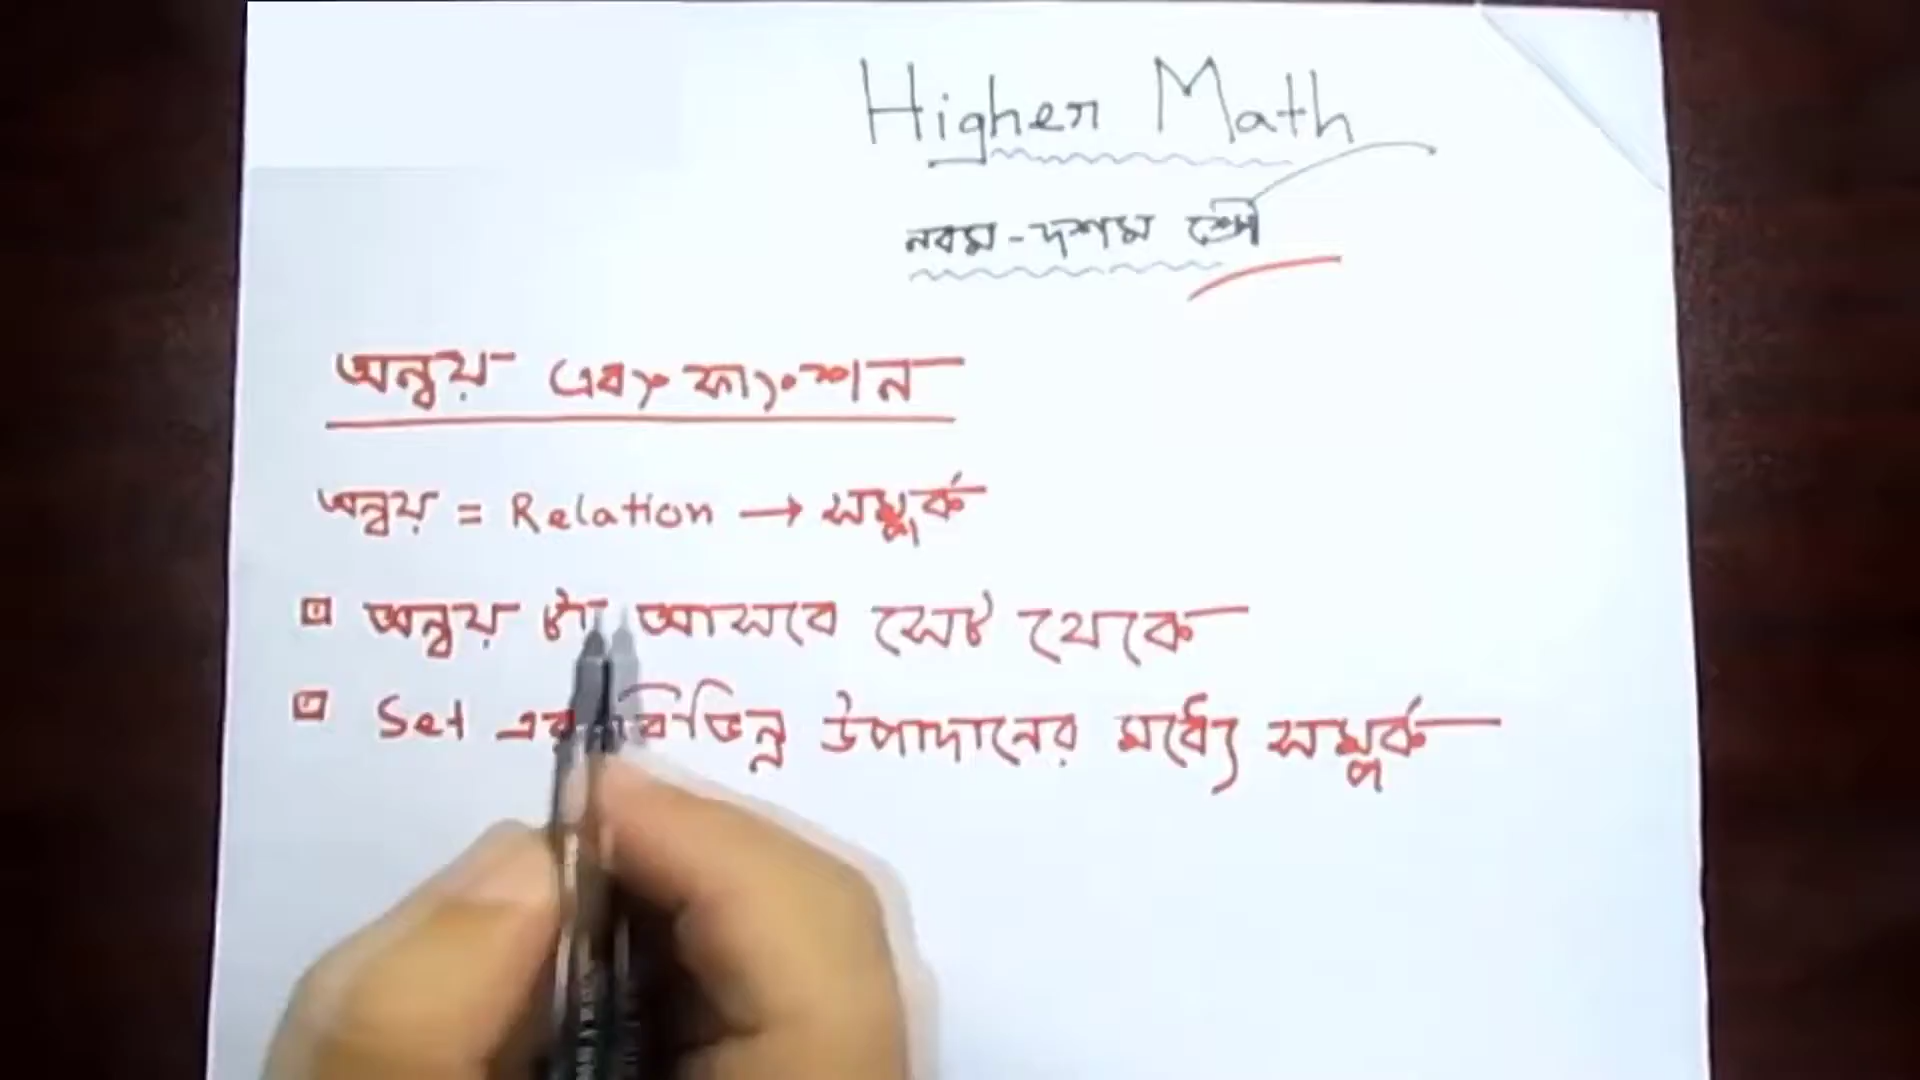 Higher Math
নবম-দশম শ্রেণী
অন্বয় এবং ফাংশন
অন্বয় = Relation → সম্পর্ক
অন্বয় টা আসবে সেট থেকে
Set এর বিভিন্ন উপাদানের মধ্যে সম্পর্ক